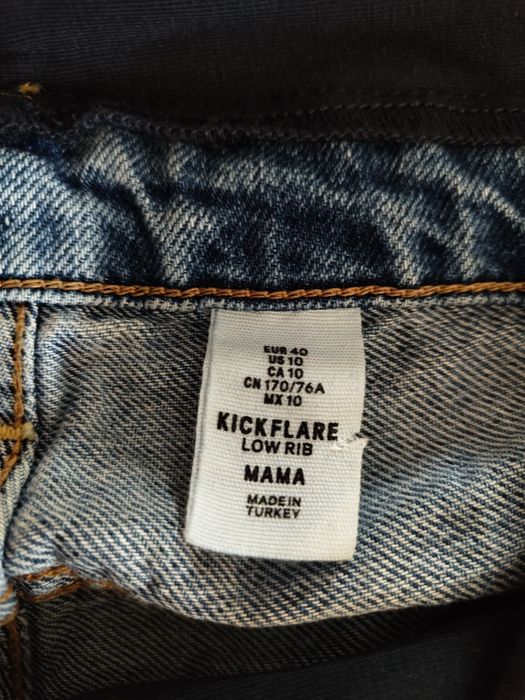 EUR 40
US 10
CA 10
CN 170/76A
MX 10
KICKFLARE
LOW RIB
MAMA
MADE IN
TURKEY